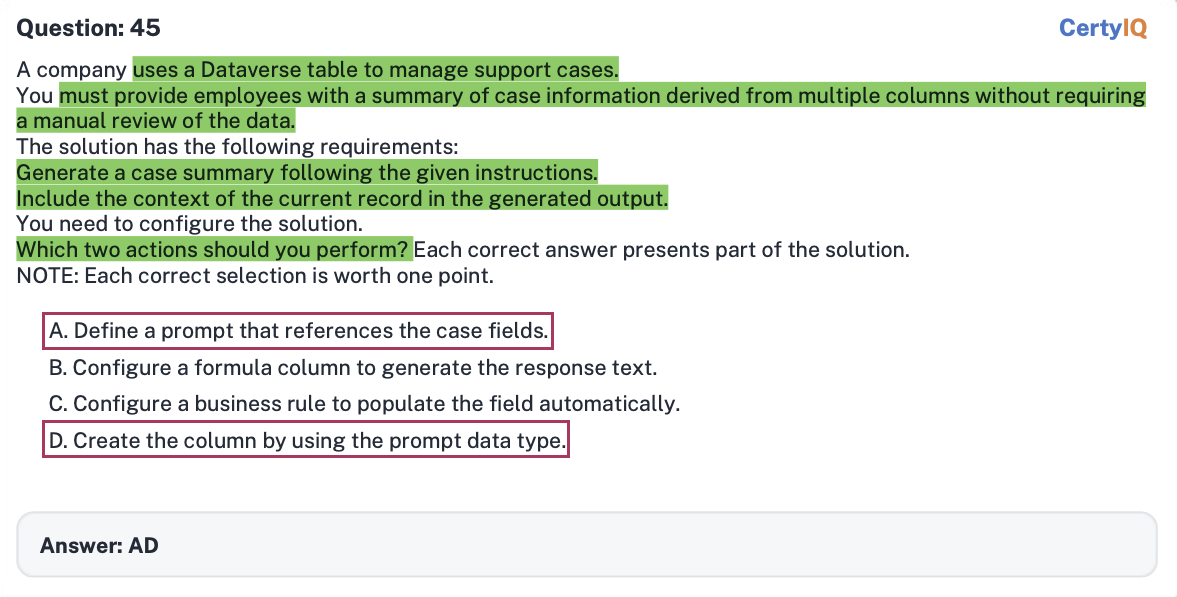 Question: 45
CertyIQ
A company uses a Dataverse table to manage support cases.
You must provide employees with a summary of case information derived from multiple columns without requiring
a manual review of the data.
The solution has the following requirements:
Generate a case summary following the given instructions.
Include the context of the current record in the generated output.
You need to configure the solution.
Which two actions should you perform? Each correct answer presents part of the solution.
NOTE: Each correct selection is worth one point.
A. Define a prompt that references the case fields.
B. Configure a formula column to generate the response text.
C. Configure a business rule to populate the field automatically.
D. Create the column by using the prompt data type.
Answer: AD